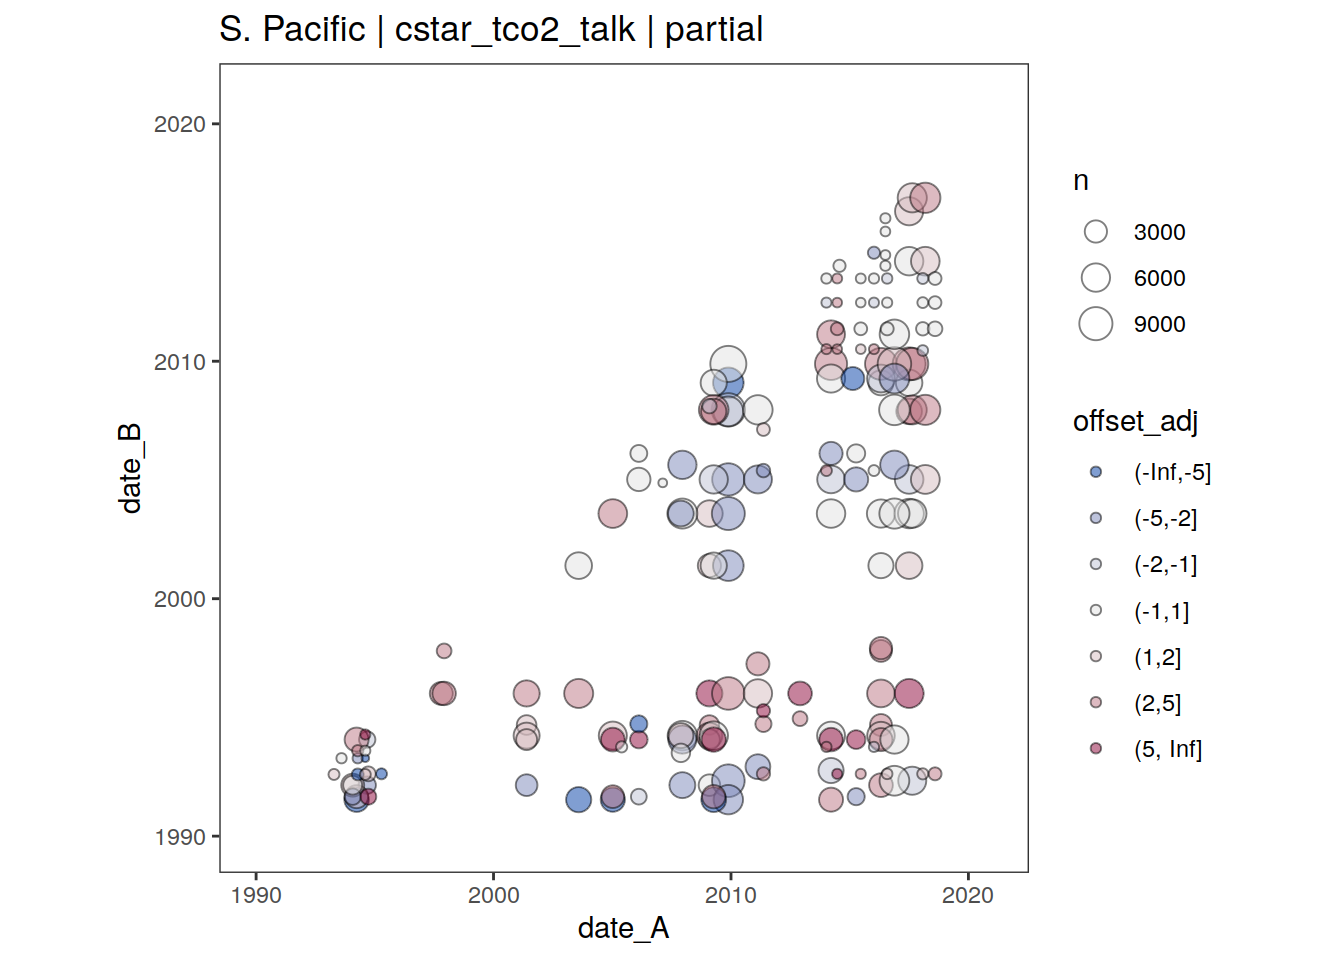 S. Pacific | cstar_tco2_talk | partial
2020
2010
2000
1990
date_B
1990 2000 2010 2020
date_A
n
3000
6000
9000
offset_adj
(-Inf,-5]
(-5,-2]
(-2,-1]
(-1,1]
(1,2]
(2,5]
(5, Inf]